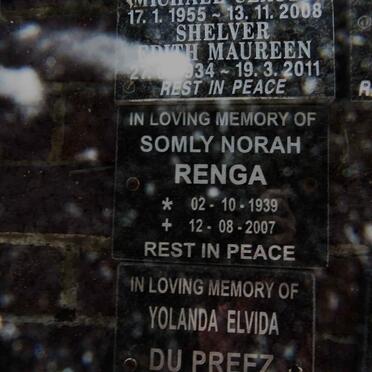 17. 1. 1955 ~ 13. 11. 2008
SHELVER
EDITH MAUREEN
~ 19. 3. 2011
REST IN PEACE
IN LOVING MEMORY OF
SOMLY NORAH
RENGA
* 02 - 10 - 1939
+ 12 - 08 - 2007
REST IN PEACE
IN LOVING MEMORY OF
YOLANDA ELVIDA
DU PREEZ